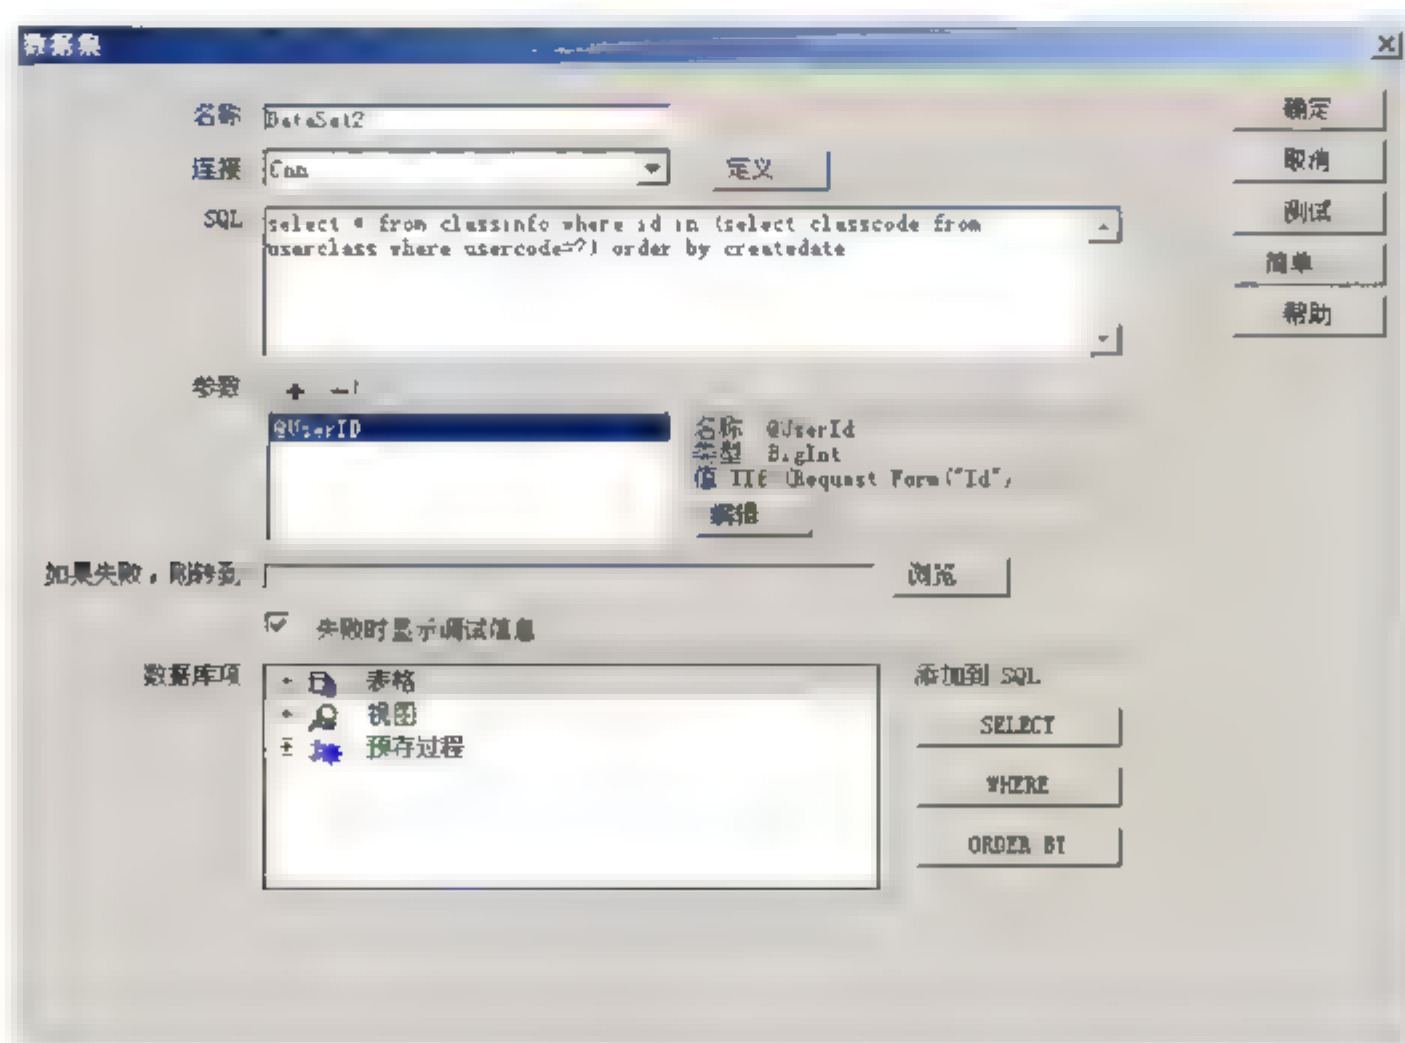 数据集
名称 DataSet2
连接 Conn 定义
SQL select * from classinfo where id in (select classcode from
userclass where usercode=?) order by createdate
确定
取消
测试
简单...
帮助
参数 + -
@UserID
名称 @UserId
类型 BigInt
值 IIf (Request Form("Id",
编辑
如果失败，则转到 浏览
失败时显示调试信息
数据库项
表格
视图
预存过程
添加到 SQL
SELECT
WHERE
ORDER BY